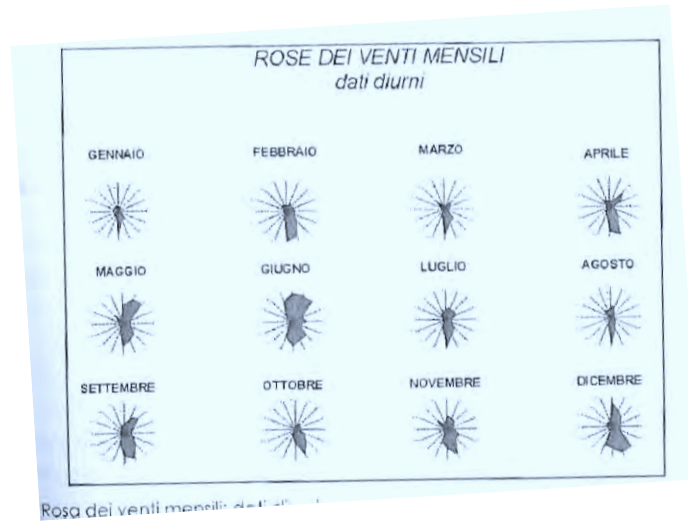 ROSE DEI VENTI MENSILI
dati diurni
GENNAIO FEBBRAIO MARZO APRILE
MAGGIO GIUGNO LUGLIO AGOSTO
SETTEMBRE OTTOBRE NOVEMBRE DICEMBRE
Rosa dei venti mensili: dati